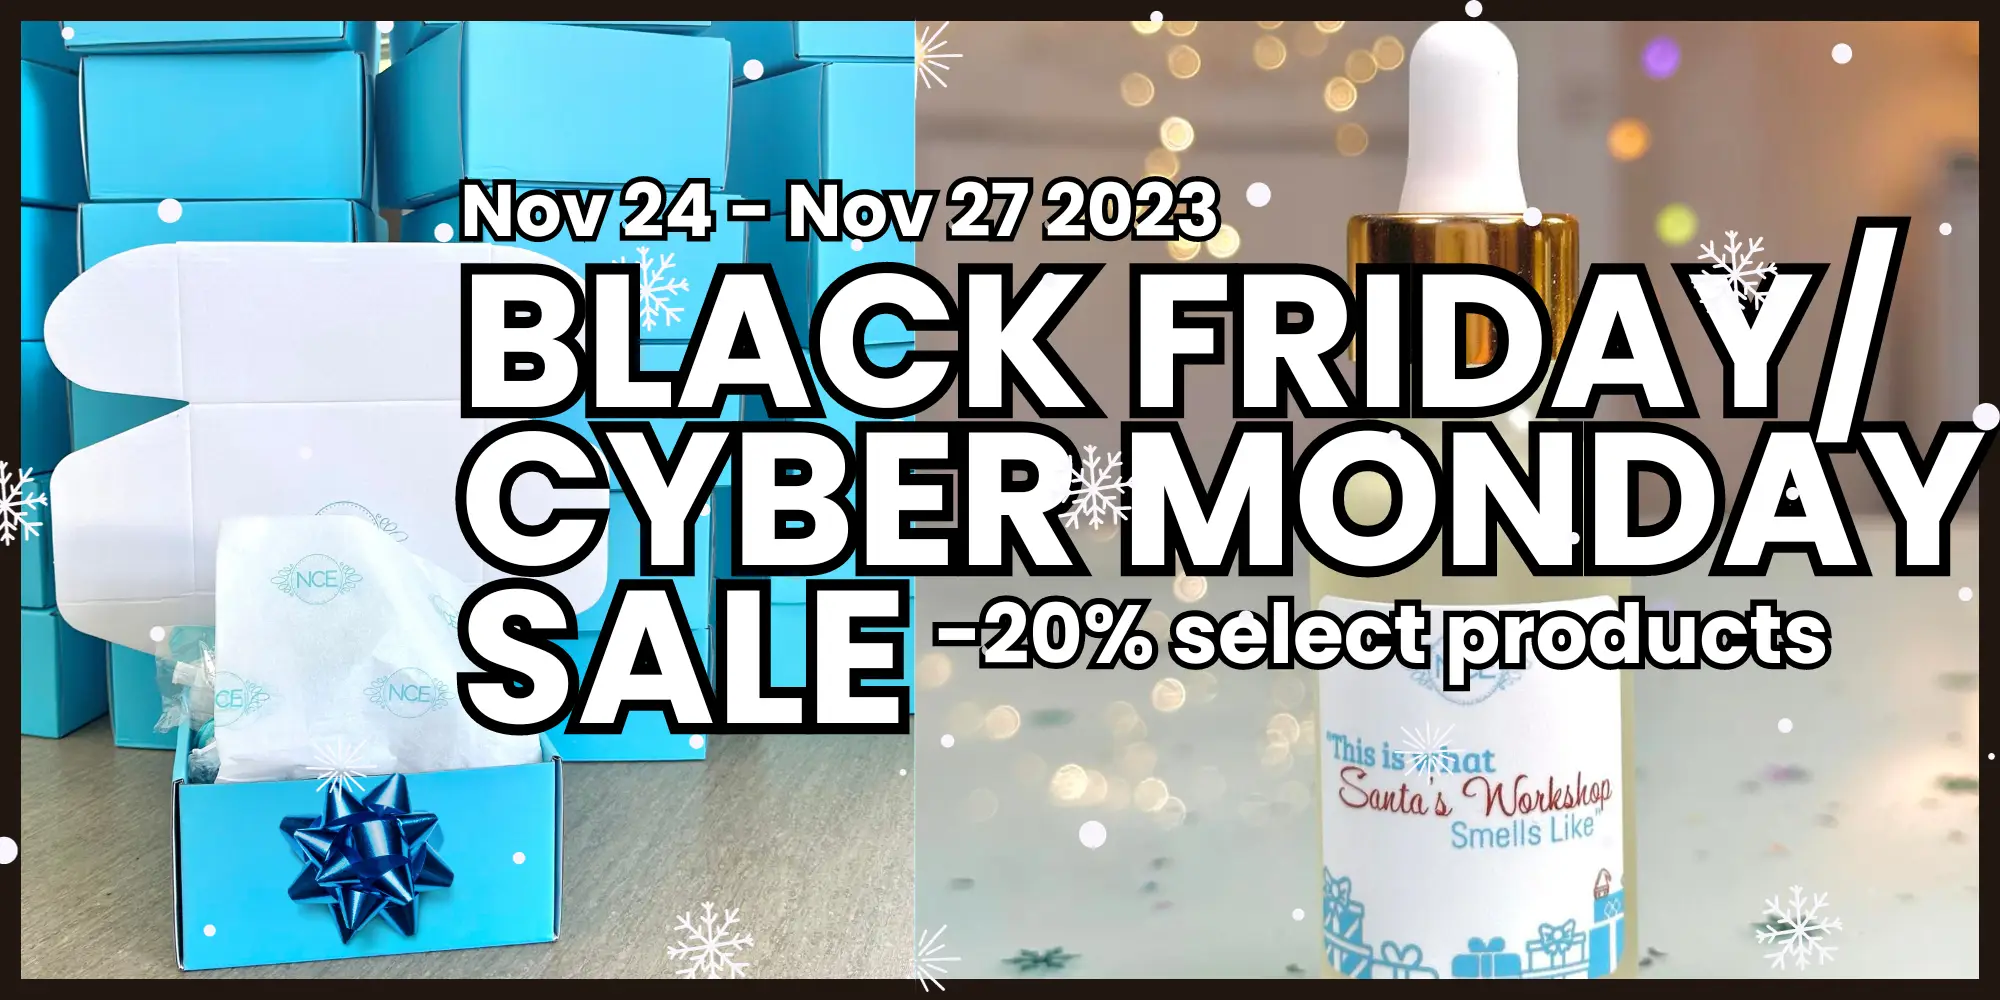 Nov 24 - Nov 27 2023
BLACK FRIDAY/
CYBER MONDAY
SALE -20% select products
NCE
NCE
CE
NCE
"This is What
Santa's Workshop
Smells Like"